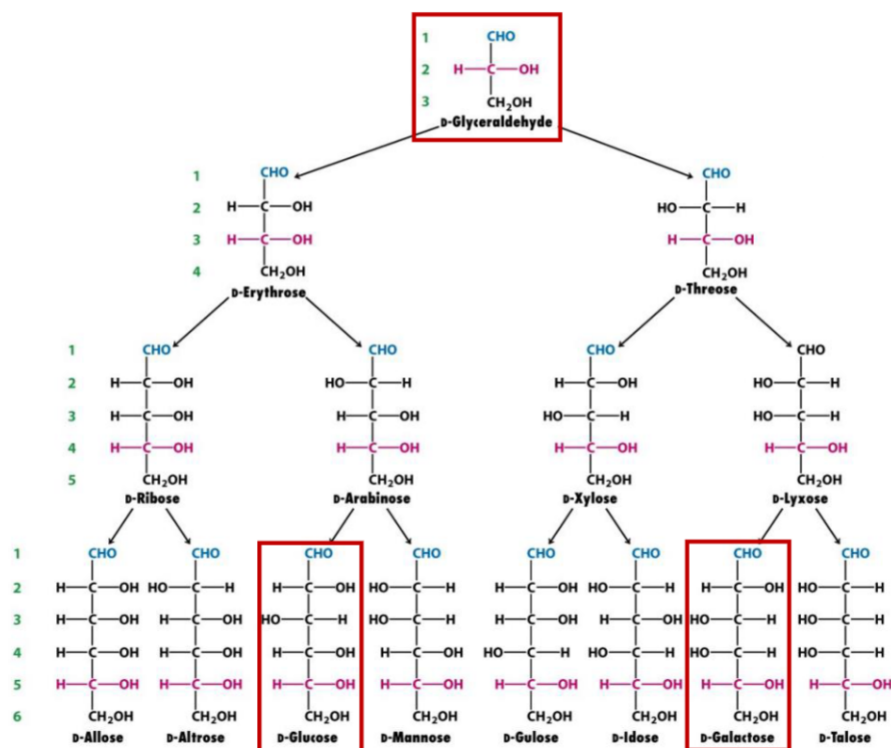 1 CHO
2 H—C—OH
3 CH₂OH
D-Glyceraldehyde
1 CHO CHO
2 H—C—OH HO—C—H
3 H—C—OH H—C—OH
4 CH₂OH CH₂OH
D-Erythrose D-Threose
1 CHO CHO CHO CHO
2 H—C—OH HO—C—H H—C—OH HO—C—H
3 H—C—OH H—C—OH HO—C—H HO—C—H
4 H—C—OH H—C—OH H—C—OH H—C—OH
5 CH₂OH CH₂OH CH₂OH CH₂OH
D-Ribose D-Arabinose D-Xylose D-Lyxose
1 CHO CHO CHO CHO CHO CHO CHO CHO
2 H—C—OH HO—C—H H—C—OH HO—C—H H—C—OH HO—C—H H—C—OH HO—C—H
3 H—C—OH H—C—OH HO—C—H HO—C—H H—C—OH H—C—OH HO—C—H HO—C—H
4 H—C—OH H—C—OH H—C—OH H—C—OH HO—C—H HO—C—H HO—C—H HO—C—H
5 H—C—OH H—C—OH H—C—OH H—C—OH H—C—OH H—C—OH H—C—OH H—C—OH
6 CH₂OH CH₂OH CH₂OH CH₂OH CH₂OH CH₂OH CH₂OH CH₂OH
D-Allose D-Altrose D-Glucose D-Mannose D-Gulose D-Idose D-Galactose D-Talose